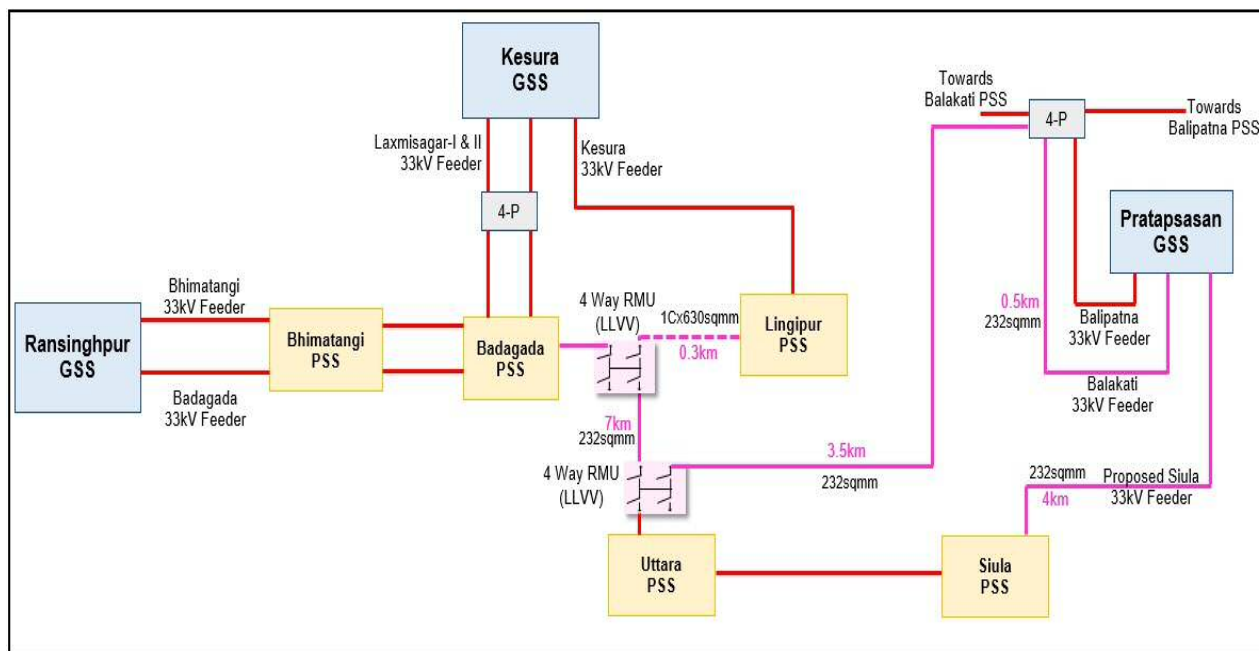 Kesura
GSS
Towards
Balakati PSS
4-P
Towards
Balipatna PSS
Laxmisagar-I & II
33kV Feeder
Kesura
33kV Feeder
4-P
Pratapsasan
GSS
Bhimatangi
33kV Feeder
4 Way RMU
(LLVV)
1Cx630sqmm
0.3km
Lingipur
PSS
0.5km
232sqmm
Balipatna
33kV Feeder
Ransinghpur
GSS
Bhimatangi
PSS
Badagada
PSS
Badagada
33kV Feeder
Balakati
33kV Feeder
7km
232sqmm
3.5km
232sqmm
4 Way RMU
(LLVV)
232sqmm
4km
Proposed Siula
33kV Feeder
Uttara
PSS
Siula
PSS